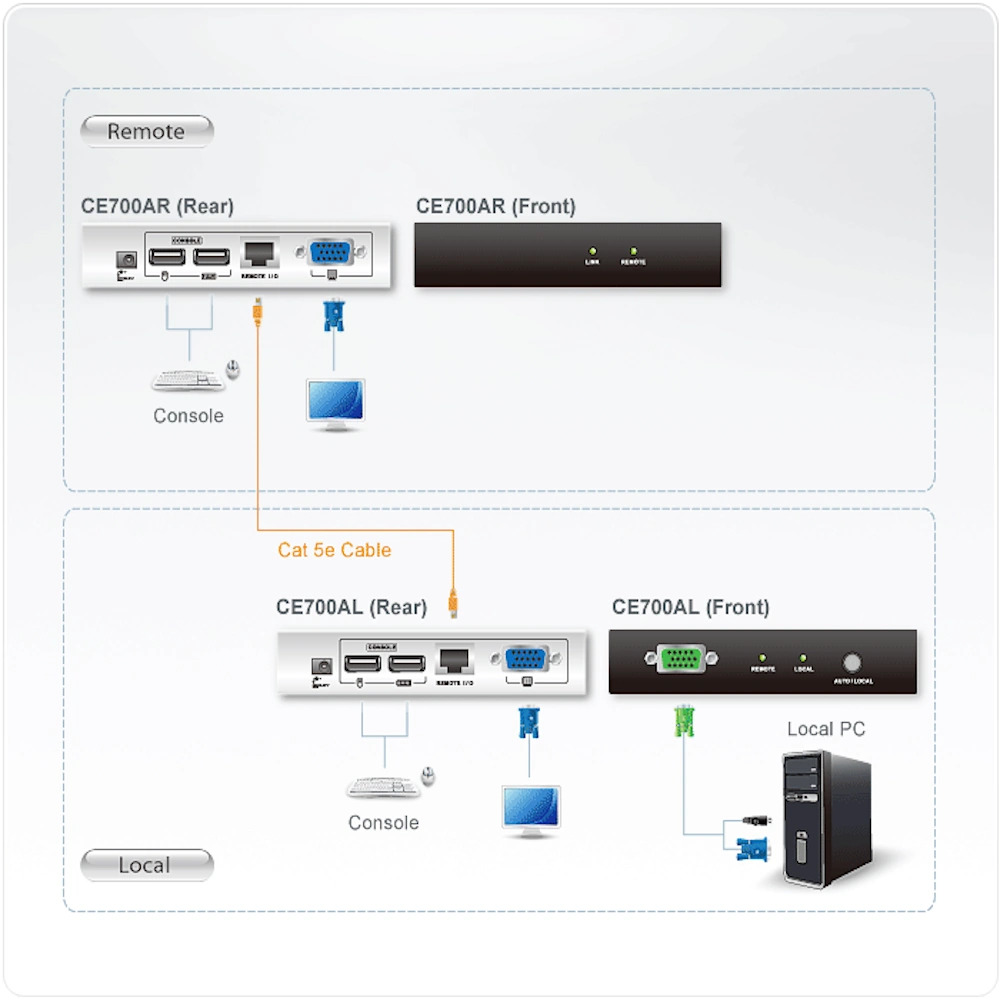 Remote
CE700AR (Rear)
CE700AR (Front)
CONSOLE
REMOTE I/O
LINK
REMOTE
Console
Cat 5e Cable
CE700AL (Rear)
CE700AL (Front)
CONSOLE
REMOTE I/O
REMOTE
LOCAL
AUTO/LOCAL
Local PC
Console
Local